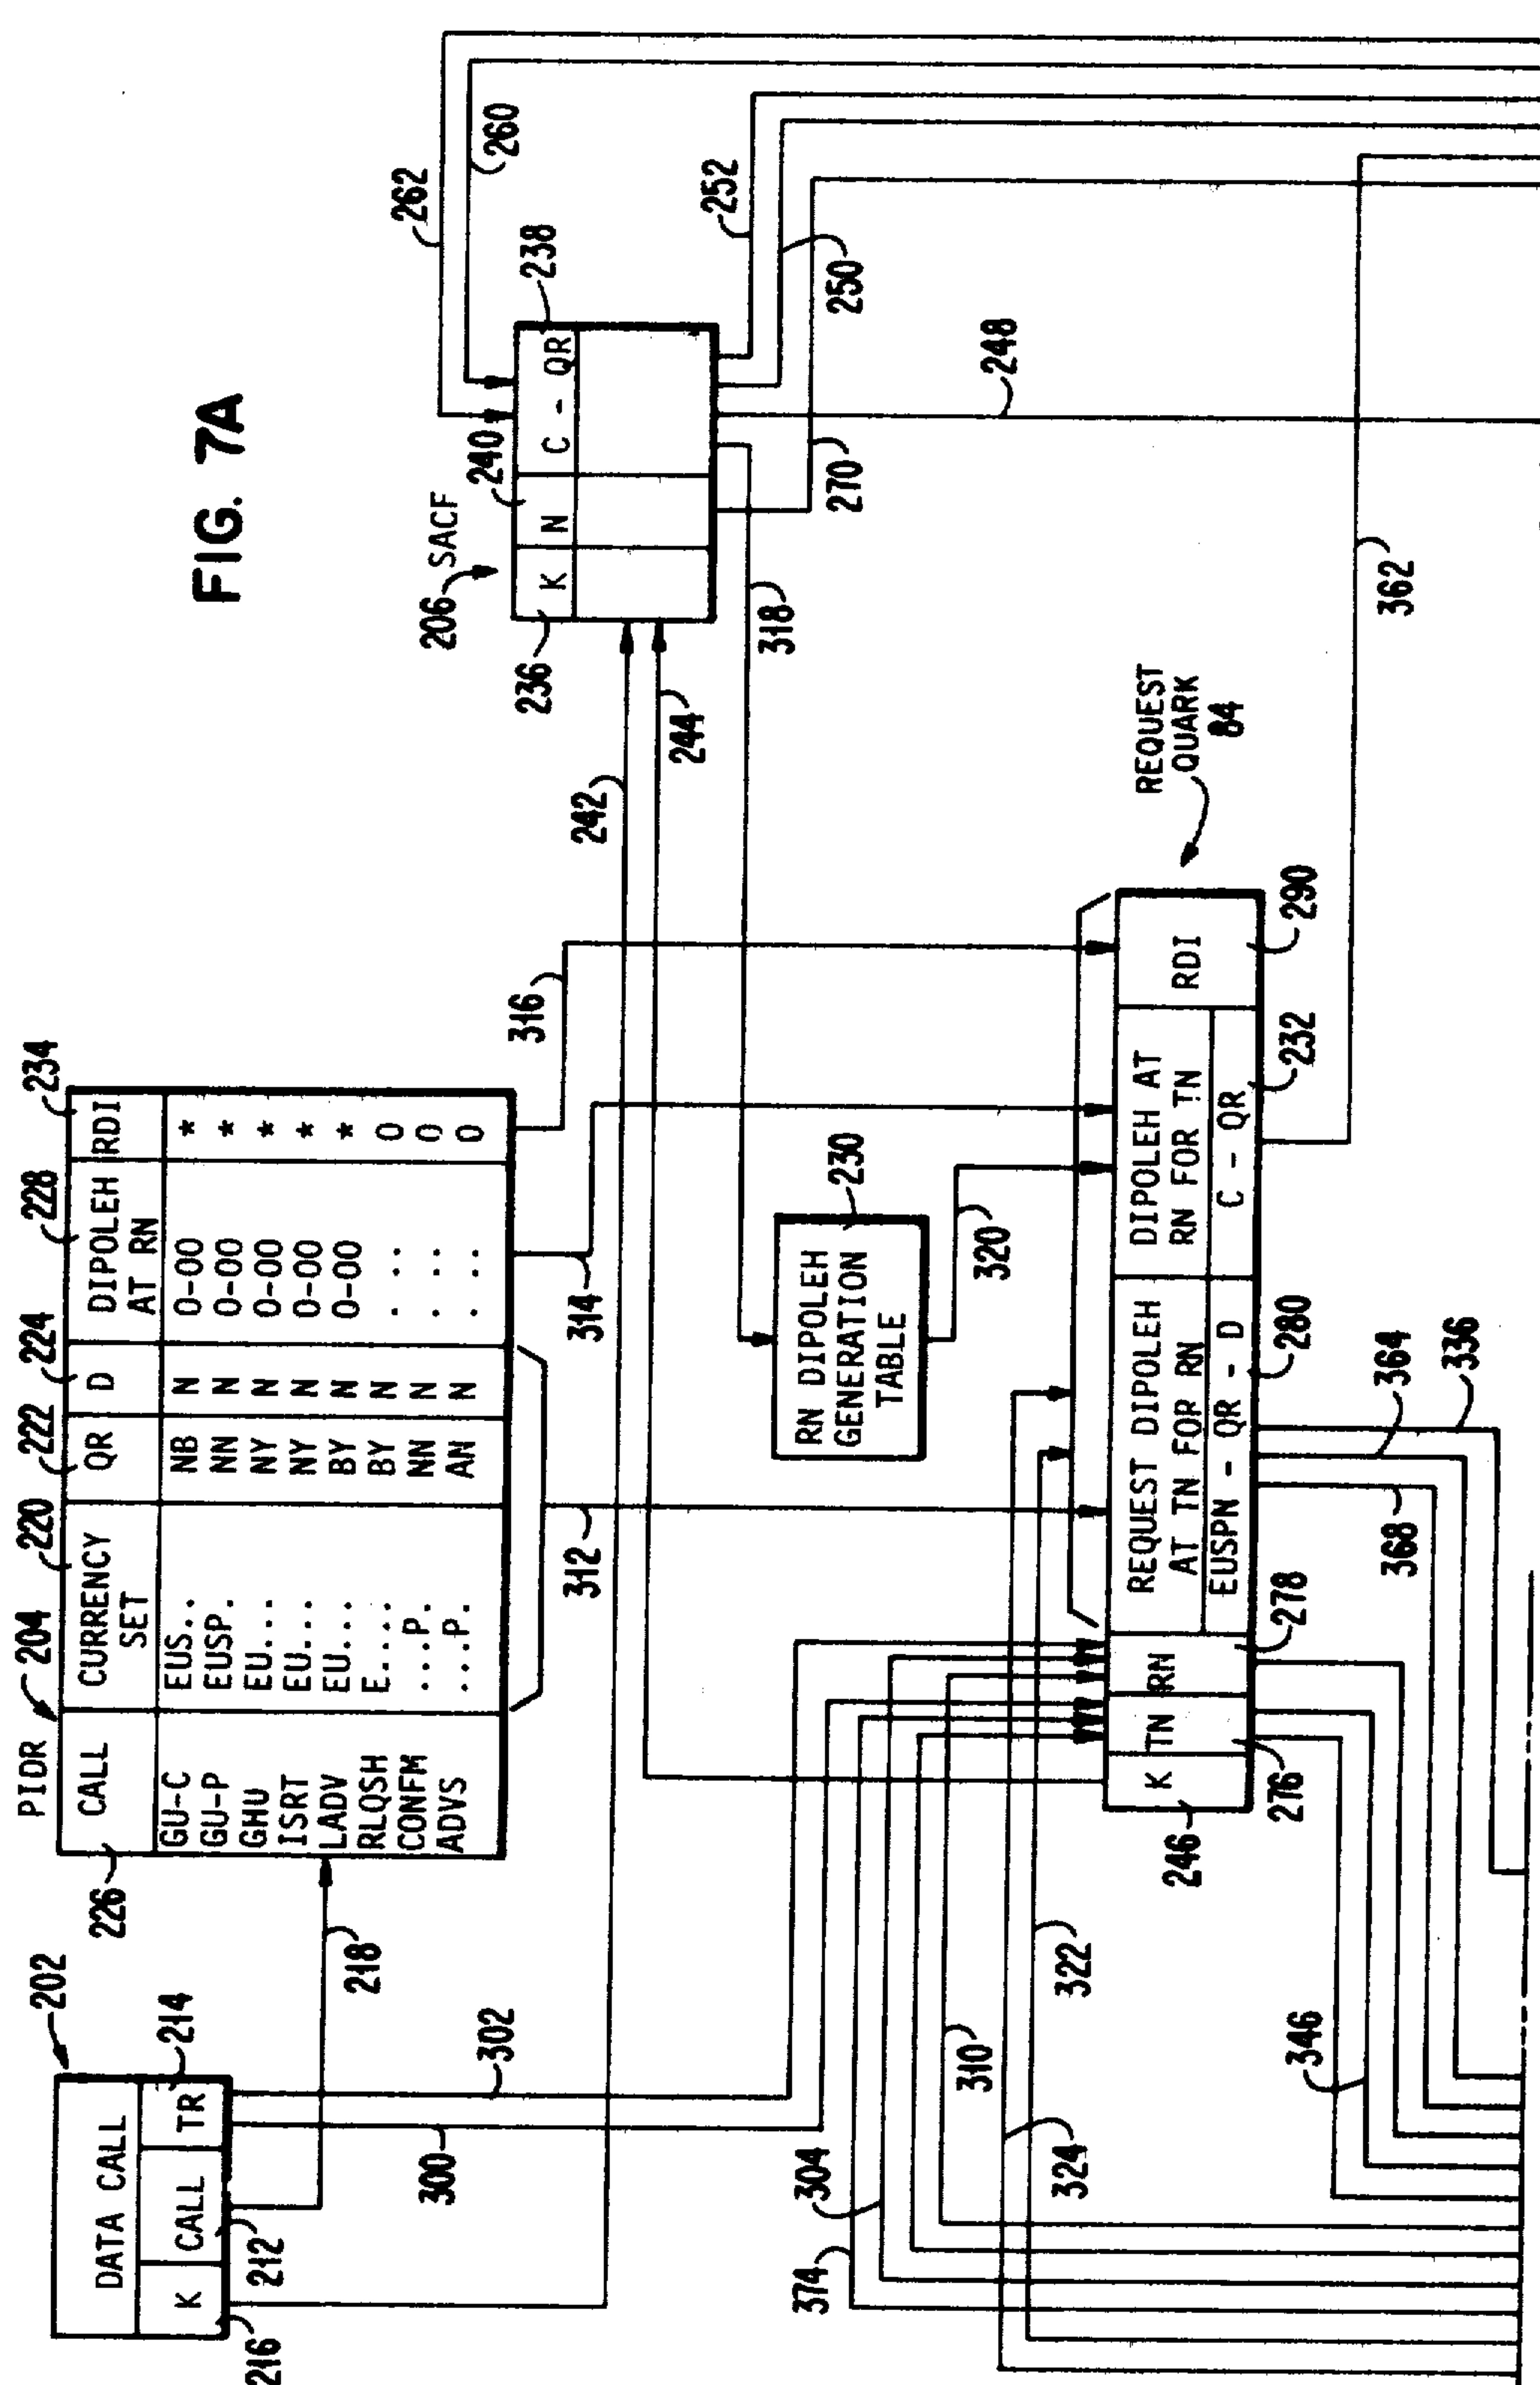 FIG. 7A
202
DATA CALL
K CALL TR
216
212
214
218
300
302
PIDR 204
220
222
224
228
234
226
CALL CURRENCY SET QR D DIPOLEH AT RN RDI
GU-C EUS.. NB N 0-00 *
GU-P EUSP. NN N 0-00 *
GHU EU... NY N 0-00 *
ISRT EU... NY N 0-00 *
LADV EU... BY N 0-00 *
RLQSH E.... BY N . .. 0
CONFM ...P. NN N . .. 0
ADVS ...P. AN N . .. 0
312
314
316
242
244
206 SACF
236
240
238
K N C - QR
262
260
252
250
270
248
318
RN DIPOLEH
GENERATION
TABLE
230
320
374
304
310
324
322
REQUEST
QUARK
84
K TN RN
REQUEST DIPOLEH
AT TN FOR RN
EUSPN - QR - D
DIPOLEH AT
RN FOR TN
C - QR
RDI
246
276
278
280
232
290
346
368
364
336
362